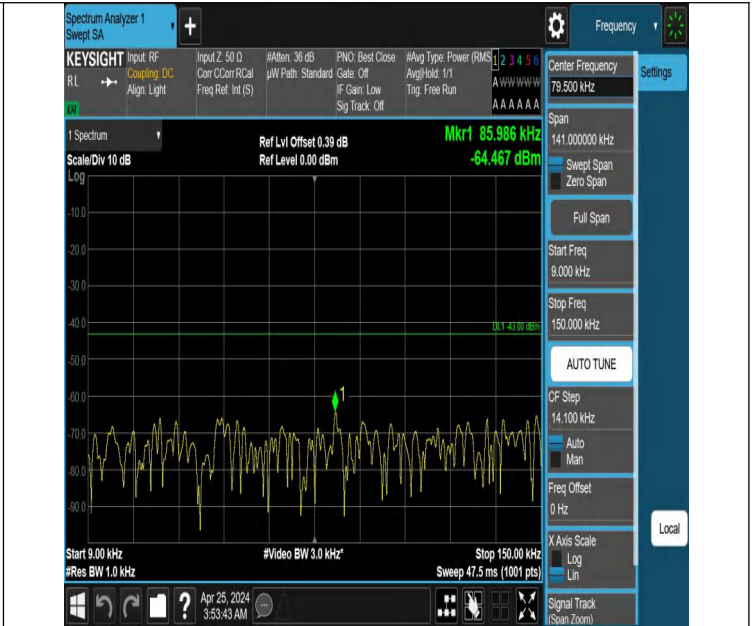 Spectrum Analyzer 1
Swept SA
+
Frequency
KEYSIGHT
RL
LXI
Input: RF
Coupling: DC
Align: Light
Input Z: 50 Ω
Corr CCorr RCal
Freq Ref: Int (S)
#Atten: 36 dB
µW Path: Standard
PNO: Best Close
Gate: Off
IF Gain: Low
Sig Track: Off
#Avg Type: Power (RMS
Avg|Hold: 1/1
Trig: Free Run
1 2 3 4 5 6
A W W W W W
A A A A A A
1 Spectrum
Scale/Div 10 dB
Log
Ref Lvl Offset 0.39 dB
Ref Level 0.00 dBm
Mkr1 85.986 kHz
-64.467 dBm
-10.0
-20.0
-30.0
-40.0
-50.0
-60.0
-70.0
-80.0
-90.0
DL1 -43.00 dBm
1
Start 9.00 kHz
#Res BW 1.0 kHz
#Video BW 3.0 kHz*
Stop 150.00 kHz
Sweep 47.5 ms (1001 pts)
Center Frequency
79.500 kHz
Settings
Span
141.000000 kHz
Swept Span
Zero Span
Full Span
Start Freq
9.000 kHz
Stop Freq
150.000 kHz
AUTO TUNE
CF Step
14.100 kHz
Auto
Man
Freq Offset
0 Hz
X Axis Scale
Log
Lin
Local
Signal Track
(Span Zoom)
?
Apr 25, 2024
3:53:43 AM